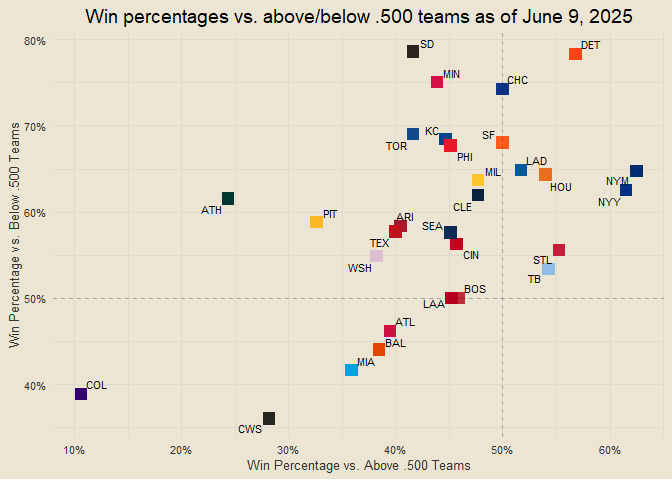 Win percentages vs. above/below .500 teams as of June 9, 2025
80%
SD
DET
MIN
CHC
70%
KC
SF
TOR
PHI
LAD
MIL
HOU
NYM
60%
ATH
PIT
ARI
CLE
NYY
TEX
SEA
WSH
CIN
STL
TB
50%
LAA
BOS
ATL
BAL
MIA
40%
COL
CWS
10%
20%
30%
40%
50%
60%
Win Percentage vs. Above .500 Teams
Win Percentage vs. Below .500 Teams